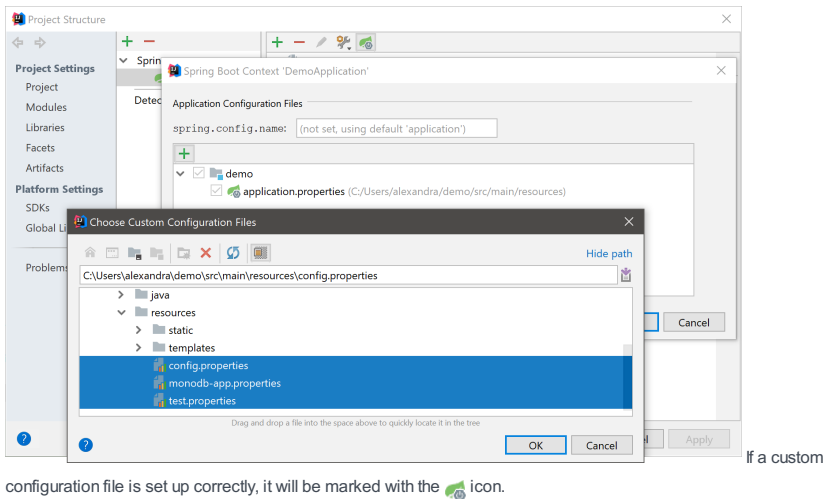 Project Structure
Project Settings
Project
Modules
Libraries
Facets
Artifacts
Platform Settings
SDKs
Global Li
Problems
Sprin
Detec
Spring Boot Context 'DemoApplication'
Application Configuration Files
spring.config.name: (not set, using default 'application')
demo
application.properties (C:/Users/alexandra/demo/src/main/resources)
Cancel
Apply
Choose Custom Configuration Files
Hide path
C:\Users\alexandra\demo\src\main\resources\config.properties
java
resources
static
templates
config.properties
monodb-app.properties
test.properties
Drag and drop a file into the space above to quickly locate it in the tree
OK Cancel
If a custom
configuration file is set up correctly, it will be marked with the icon.